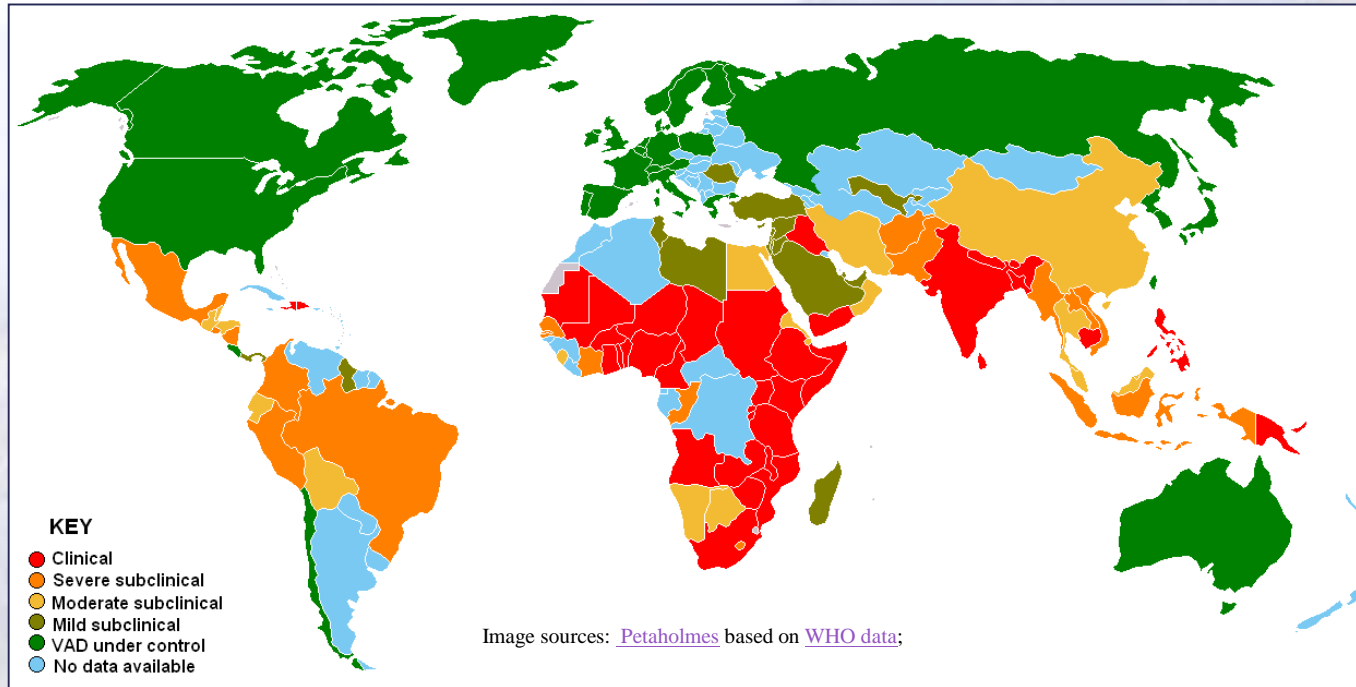 KEY
Clinical
Severe subclinical
Moderate subclinical
Mild subclinical
VAD under control
No data available
Image sources: Petaholmes based on WHO data;